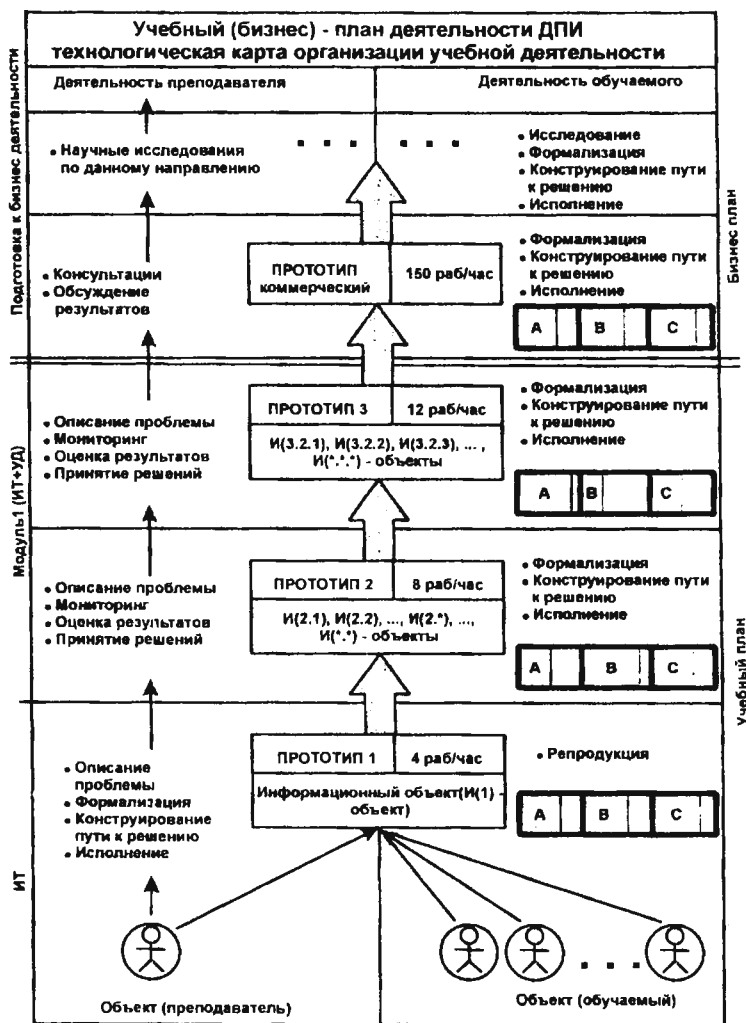 Учебный (бизнес) - план деятельности ДПИ
технологическая карта организации учебной деятельности
Деятельность преподавателя
Деятельность обучаемого
Подготовка к бизнес деятельности
• Научные исследования
по данному направлению
. . . . . .
• Исследование
• Формализация
• Конструирование пути
к решению
• Исполнение
Бизнес план
• Консультации
• Обсуждение
результатов
ПРОТОТИП
коммерческий
150 раб/час
• Формализация
• Конструирование пути
к решению
• Исполнение
А В С
Модуль1 (ИТ+УД)
• Описание проблемы
• Мониторинг
• Оценка результатов
• Принятие решений
ПРОТОТИП 3
12 раб/час
И(3.2.1), И(3.2.2), И(3.2.3), ... ,
И(*.*.*) - объекты
• Формализация
• Конструирование пути
к решению
• Исполнение
А В С
• Описание проблемы
• Мониторинг
• Оценка результатов
• Принятие решений
ПРОТОТИП 2
8 раб/час
И(2.1), И(2.2), ..., И(2.*), ...,
И(*.*) - объекты
• Формализация
• Конструирование пути
к решению
• Исполнение
А В С
Учебный план
ИТ
• Описание
проблемы
• Формализация
• Конструирование
пути к решению
• Исполнение
ПРОТОТИП 1
4 раб/час
Информационный объект(И(1) -
объект)
• Репродукция
А В С
. . .
Объект (преподаватель)
Объект (обучаемый)